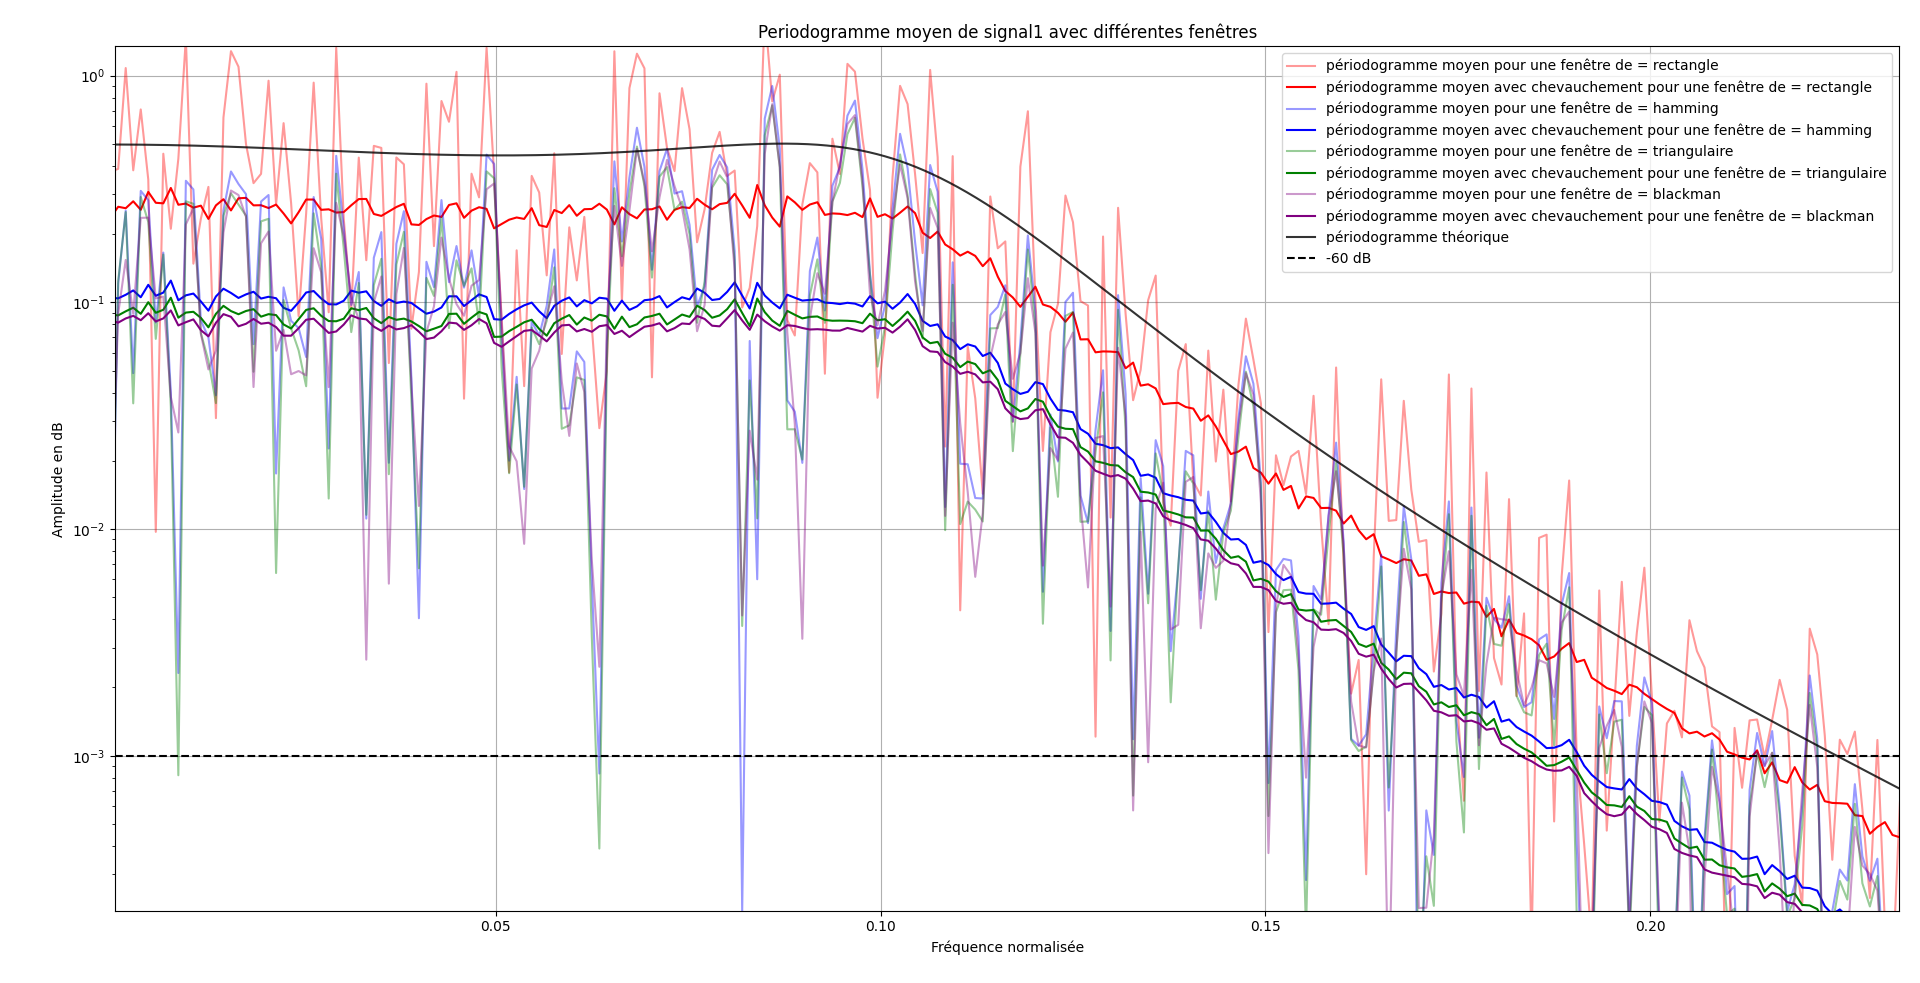 Periodogramme moyen de signal1 avec différentes fenêtres
périodogramme moyen pour une fenêtre de = rectangle
périodogramme moyen avec chevauchement pour une fenêtre de = rectangle
périodogramme moyen pour une fenêtre de = hamming
périodogramme moyen avec chevauchement pour une fenêtre de = hamming
périodogramme moyen pour une fenêtre de = triangulaire
périodogramme moyen avec chevauchement pour une fenêtre de = triangulaire
périodogramme moyen pour une fenêtre de = blackman
périodogramme moyen avec chevauchement pour une fenêtre de = blackman
périodogramme théorique
-60 dB
Amplitude en dB
10⁰
10⁻¹
10⁻²
10⁻³
0.05 0.10 0.15 0.20
Fréquence normalisée